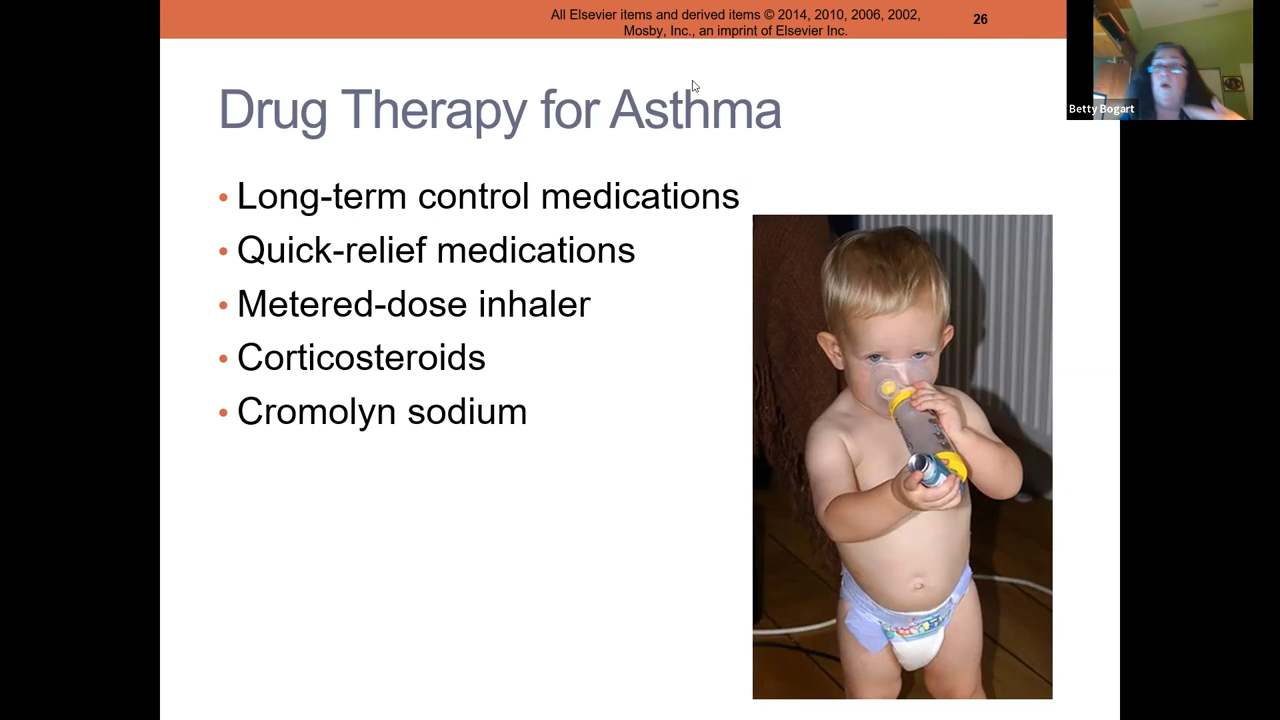 All Elsevier items and derived items © 2014, 2010, 2006, 2002,
Mosby, Inc., an imprint of Elsevier Inc.
26
Betty Bogart
Drug Therapy for Asthma
• Long-term control medications
• Quick-relief medications
• Metered-dose inhaler
• Corticosteroids
• Cromolyn sodium